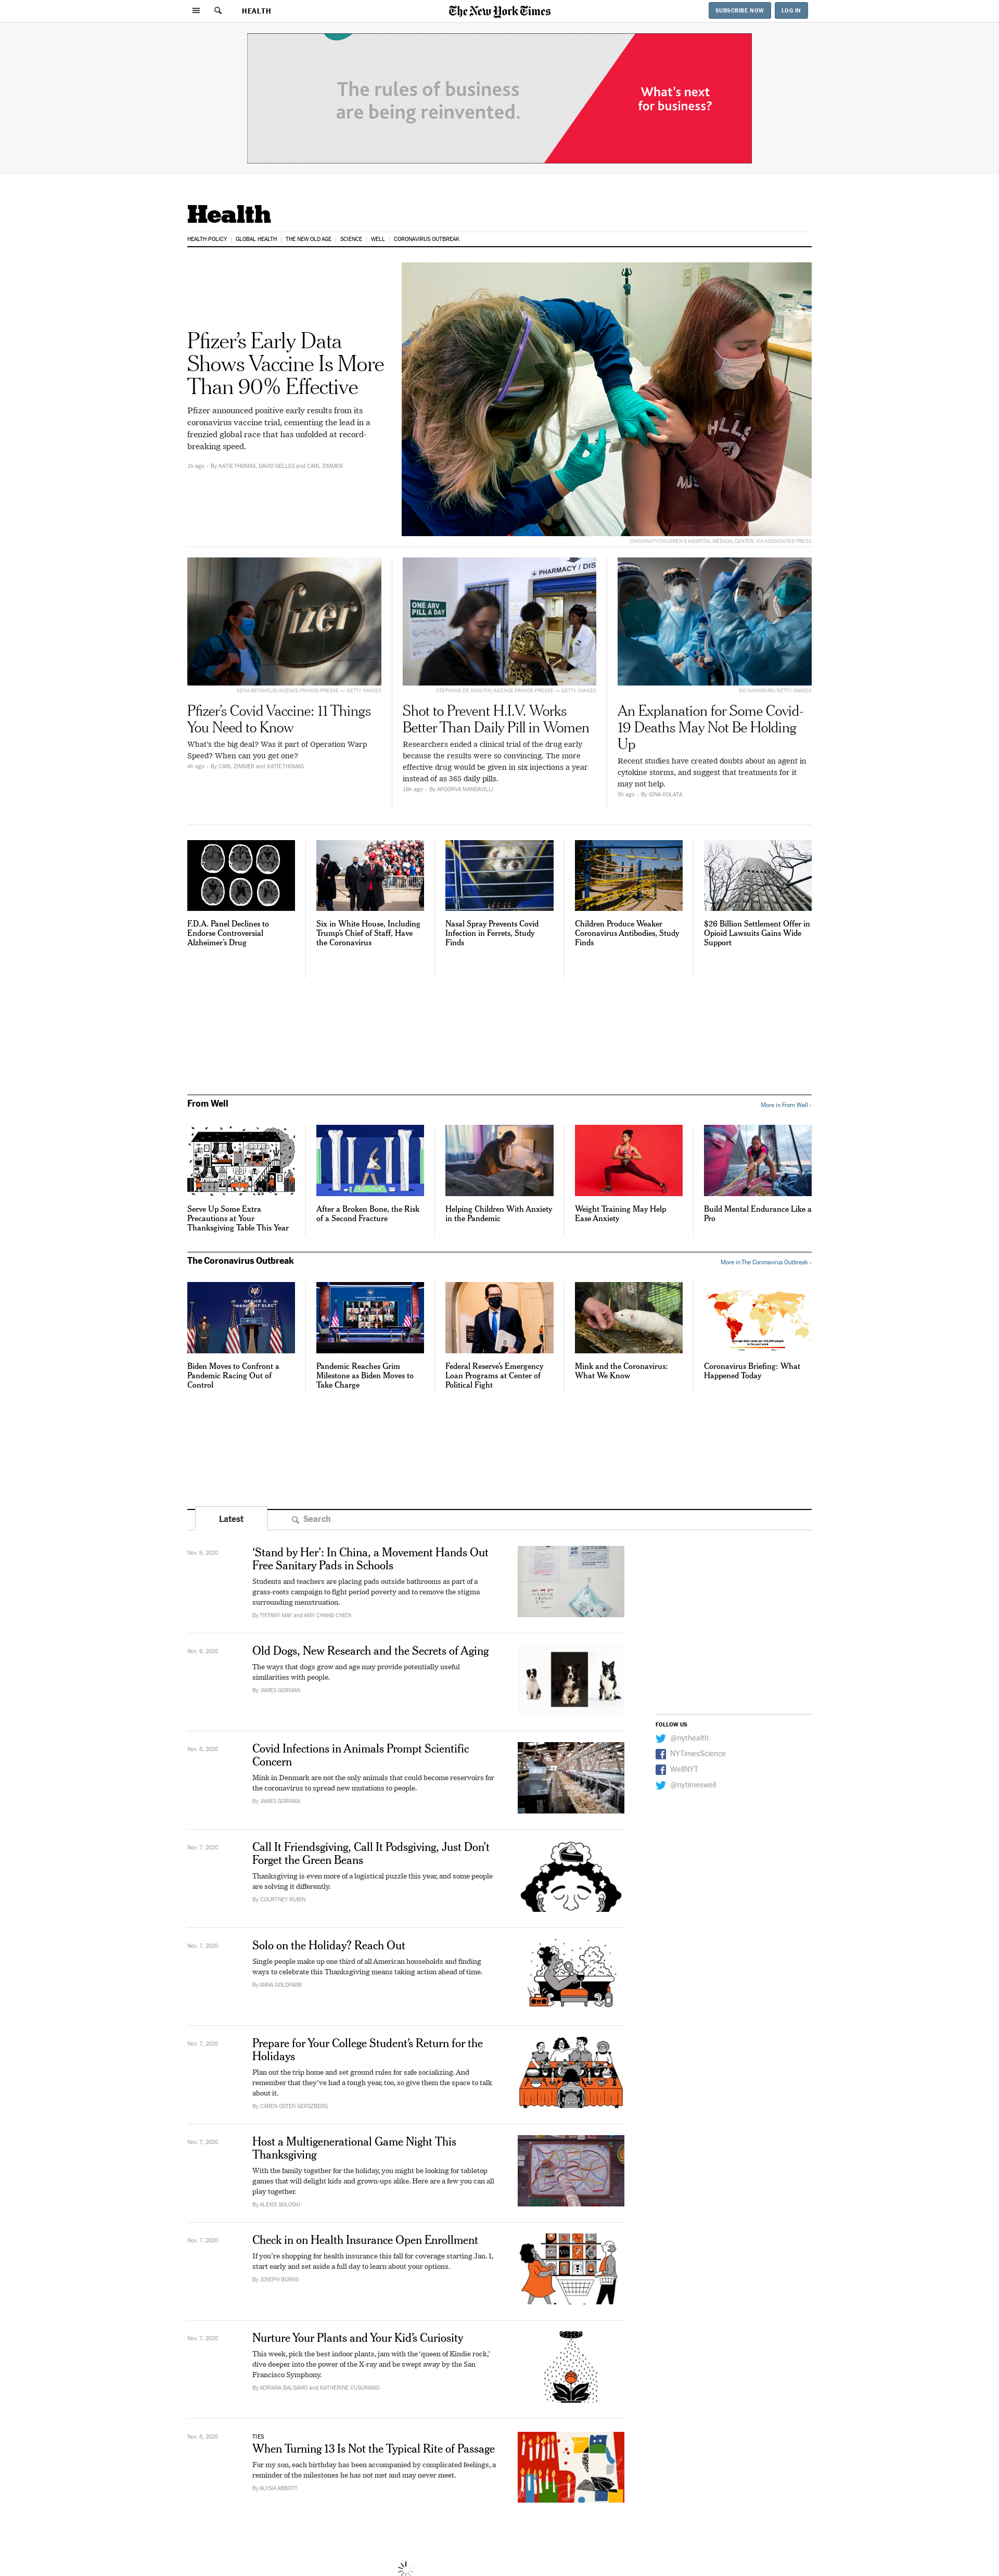 HEALTH
The New York Times
SUBSCRIBE NOW
LOG IN
The rules of business
are being reinvented.
What's next
for business?
Health
HEALTH POLICY
GLOBAL HEALTH
THE NEW OLD AGE
SCIENCE
WELL
CORONAVIRUS OUTBREAK
Pfizer's Early Data
Shows Vaccine Is More
Than 90% Effective
Pfizer announced positive early results from its
coronavirus vaccine trial, cementing the lead in a
frenzied global race that has unfolded at record-
breaking speed.
1h ago • By KATIE THOMAS, DAVID GELLES and CARL ZIMMER
CINCINNATI CHILDREN'S HOSPITAL MEDICAL CENTER, VIA ASSOCIATED PRESS
pfizer
KENA BETANCUR/AGENCE FRANCE-PRESSE — GETTY IMAGES
Pfizer's Covid Vaccine: 11 Things
You Need to Know
What's the big deal? Was it part of Operation Warp
Speed? When can you get one?
4h ago • By CARL ZIMMER and KATIE THOMAS
PHARMACY / DIS
ONE ARV
PILL A DAY
STEPHANE DE SAKUTIN/AGENCE FRANCE-PRESSE — GETTY IMAGES
Shot to Prevent H.I.V. Works
Better Than Daily Pill in Women
Researchers ended a clinical trial of the drug early
because the results were so convincing. The more
effective drug would be given in six injections a year
instead of as 365 daily pills.
18h ago • By APOORVA MANDAVILLI
GO NAKAMURA/GETTY IMAGES
An Explanation for Some Covid-
19 Deaths May Not Be Holding
Up
Recent studies have created doubts about an agent in
cytokine storms, and suggest that treatments for it
may not help.
5h ago • By GINA KOLATA
F.D.A. Panel Declines to
Endorse Controversial
Alzheimer's Drug
Six in White House, Including
Trump's Chief of Staff, Have
the Coronavirus
Nasal Spray Prevents Covid
Infection in Ferrets, Study
Finds
Children Produce Weaker
Coronavirus Antibodies, Study
Finds
$26 Billion Settlement Offer in
Opioid Lawsuits Gains Wide
Support
From Well
More in From Well ›
Serve Up Some Extra
Precautions at Your
Thanksgiving Table This Year
After a Broken Bone, the Risk
of a Second Fracture
Helping Children With Anxiety
in the Pandemic
Weight Training May Help
Ease Anxiety
Build Mental Endurance Like a
Pro
The Coronavirus Outbreak
More in The Coronavirus Outbreak ›
Biden Moves to Confront a
Pandemic Racing Out of
Control
Pandemic Reaches Grim
Milestone as Biden Moves to
Take Charge
Federal Reserve's Emergency
Loan Programs at Center of
Political Fight
Mink and the Coronavirus:
What We Know
Coronavirus Briefing: What
Happened Today
Latest
Search
Nov. 9, 2020
‘Stand by Her’: In China, a Movement Hands Out
Free Sanitary Pads in Schools
Students and teachers are placing pads outside bathrooms as part of a
grass-roots campaign to fight period poverty and to remove the stigma
surrounding menstruation.
By TIFFANY MAY and AMY CHANG CHIEN
Nov. 9, 2020
Old Dogs, New Research and the Secrets of Aging
The ways that dogs grow and age may provide potentially useful
similarities with people.
By JAMES GORMAN
FOLLOW US
@nythealth
NYTimesScience
WellNYT
@nytimeswell
Nov. 8, 2020
Covid Infections in Animals Prompt Scientific
Concern
Mink in Denmark are not the only animals that could become reservoirs for
the coronavirus to spread new mutations to people.
By JAMES GORMAN
Nov. 7, 2020
Call It Friendsgiving, Call It Podsgiving, Just Don't
Forget the Green Beans
Thanksgiving is even more of a logistical puzzle this year, and some people
are solving it differently.
By COURTNEY RUBIN
Nov. 7, 2020
Solo on the Holiday? Reach Out
Single people make up one third of all American households and finding
ways to celebrate this Thanksgiving means taking action ahead of time.
By ANNA GOLDFARB
Nov. 7, 2020
Prepare for Your College Student's Return for the
Holidays
Plan out the trip home and set ground rules for safe socializing. And
remember that they've had a tough year, too, so give them the space to talk
about it.
By CAREN OSTEN GERSZBERG
Nov. 7, 2020
Host a Multigenerational Game Night This
Thanksgiving
With the family together for the holiday, you might be looking for tabletop
games that will delight kids and grown-ups alike. Here are a few you can all
play together.
By ALEXIS SOLOSKI
Nov. 7, 2020
Check in on Health Insurance Open Enrollment
If you're shopping for health insurance this fall for coverage starting Jan. 1,
start early and set aside a full day to learn about your options.
By JOSEPH BURNS
Nov. 7, 2020
Nurture Your Plants and Your Kid's Curiosity
This week, pick the best indoor plants, jam with the ‘queen of Kindie rock,’
dive deeper into the power of the X-ray and be swept away by the San
Francisco Symphony.
By ADRIANA BALSAMO and KATHERINE CUSUMANO
Nov. 6, 2020
TIES
When Turning 13 Is Not the Typical Rite of Passage
For my son, each birthday has been accompanied by complicated feelings, a
reminder of the milestones he has not met and may never meet.
By ALYSIA ABBOTT